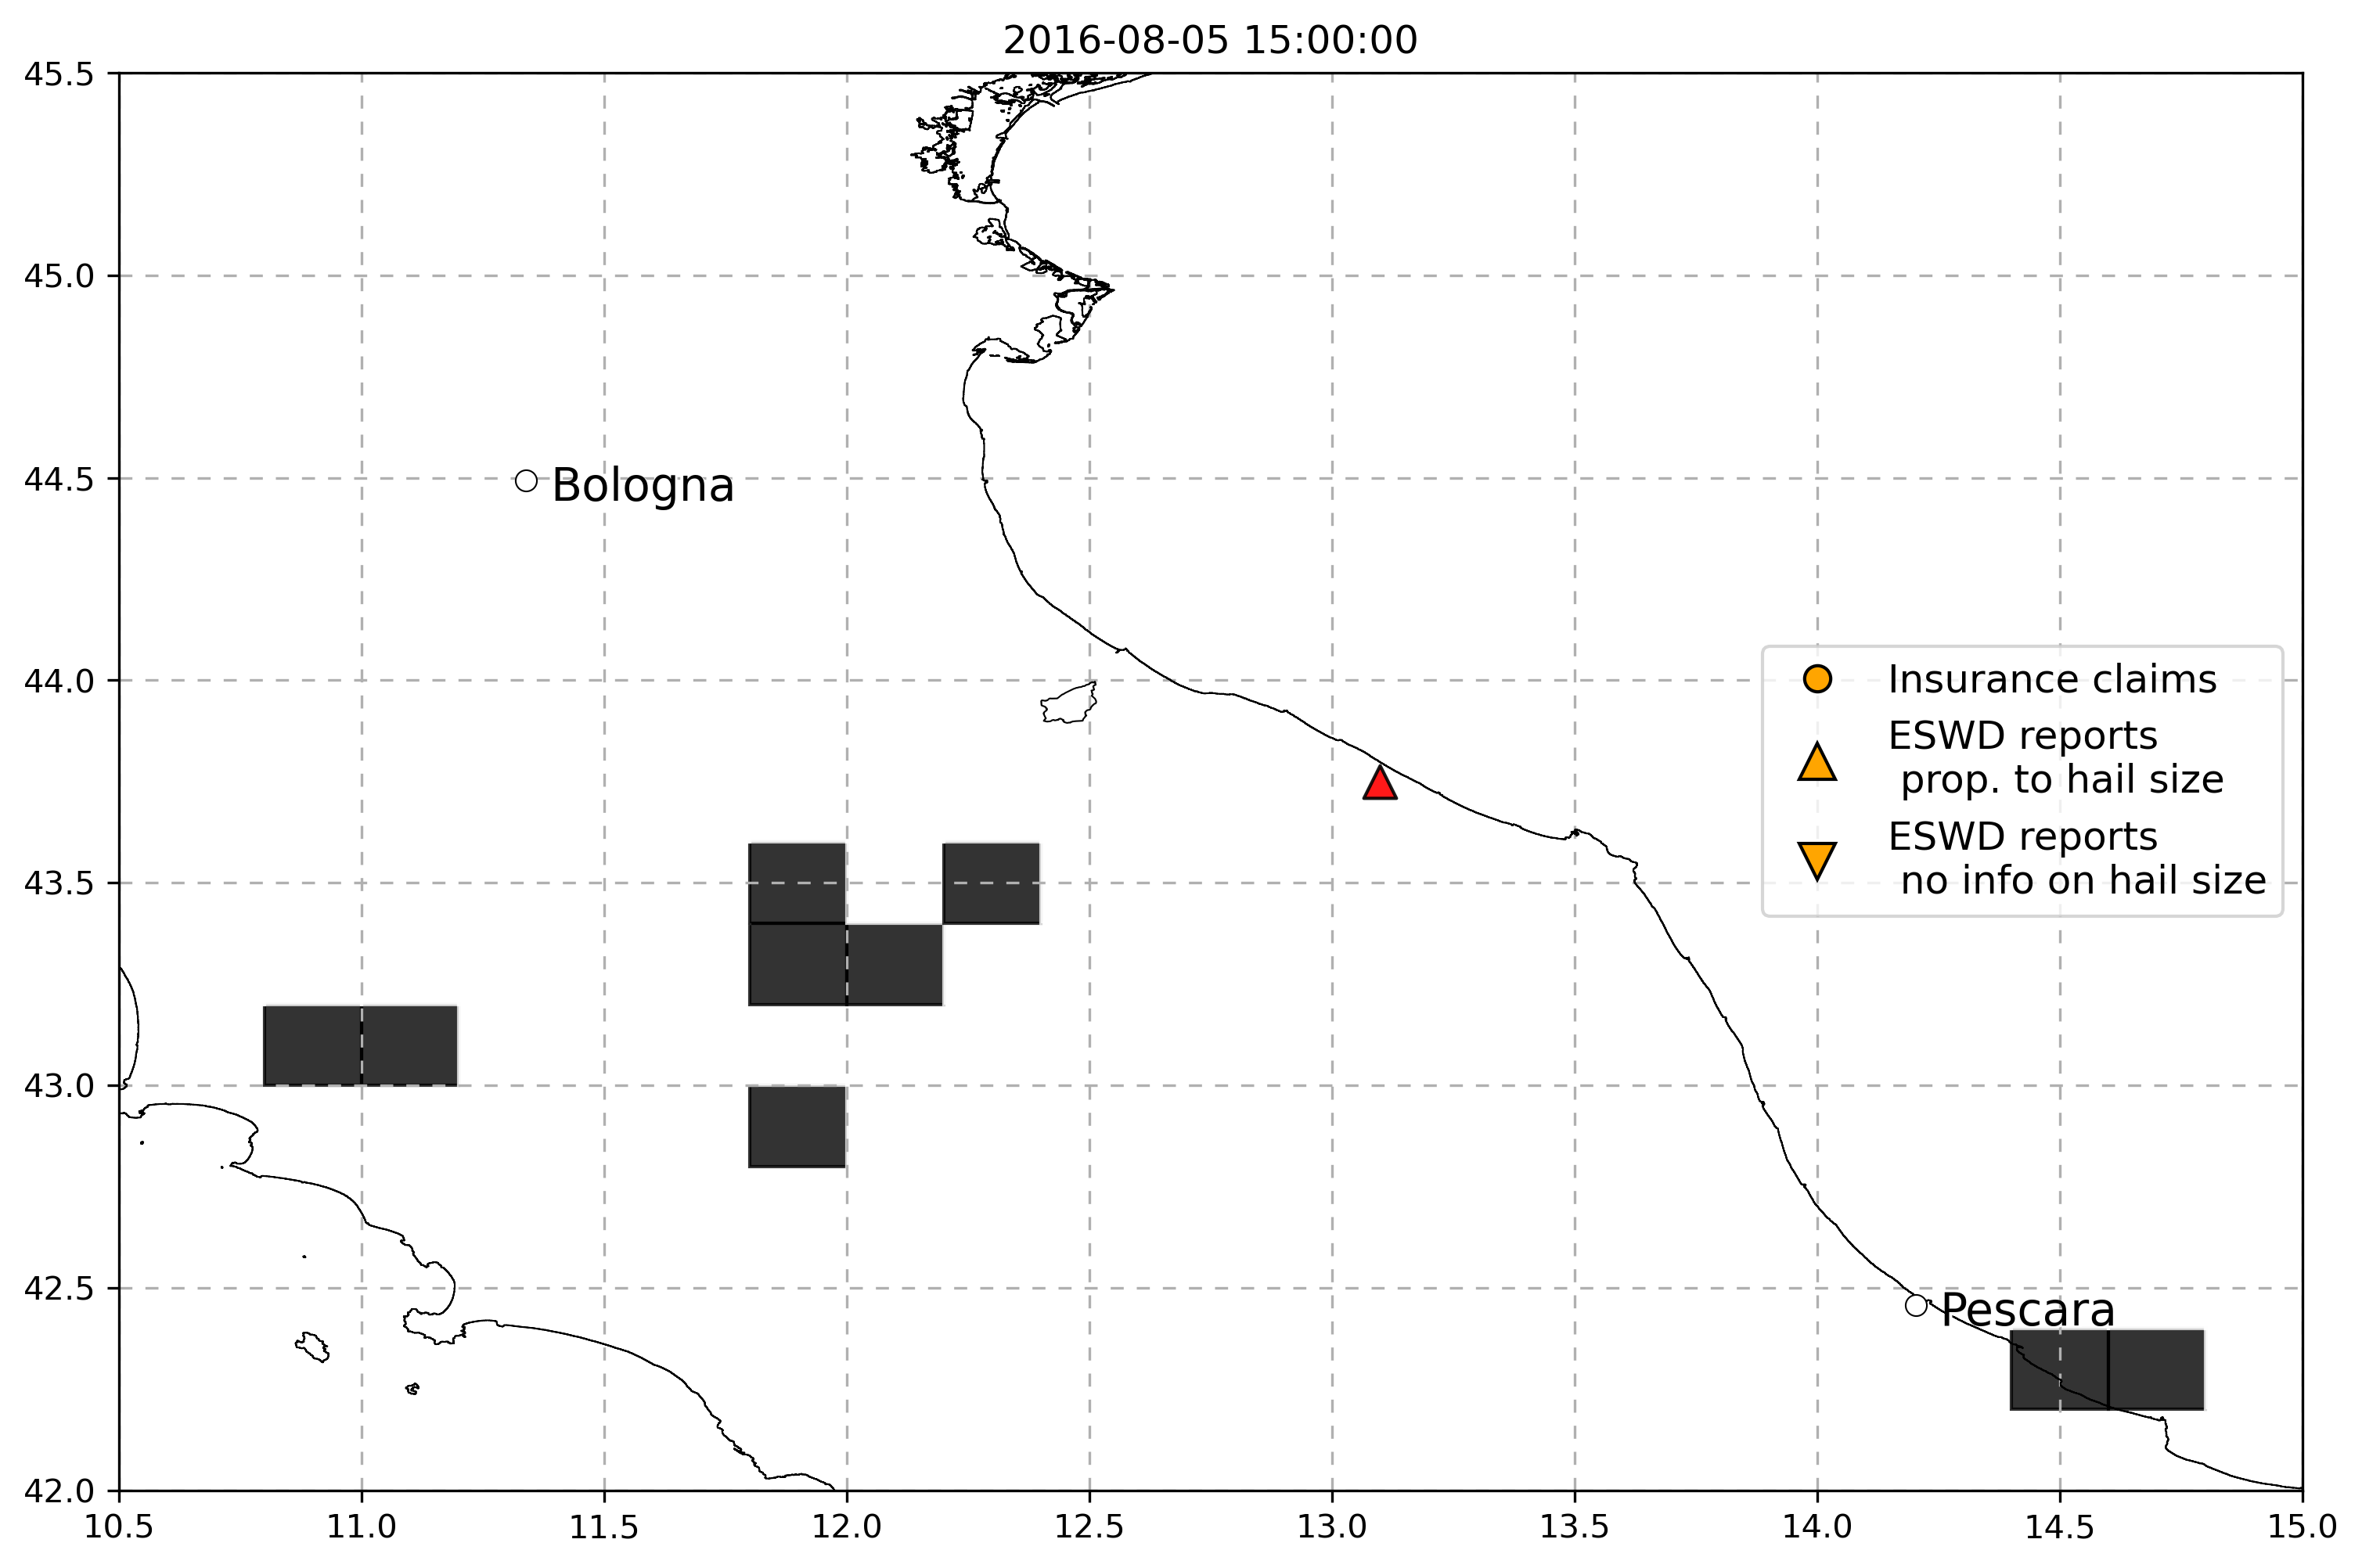 2016-08-05 15:00:00
45.5
45.0
44.5
44.0
43.5
43.0
42.5
42.0
Bologna
Insurance claims
ESWD reports
prop. to hail size
ESWD reports
no info on hail size
Pescara
10.5 11.0 11.5 12.0 12.5 13.0 13.5 14.0 14.5 15.0